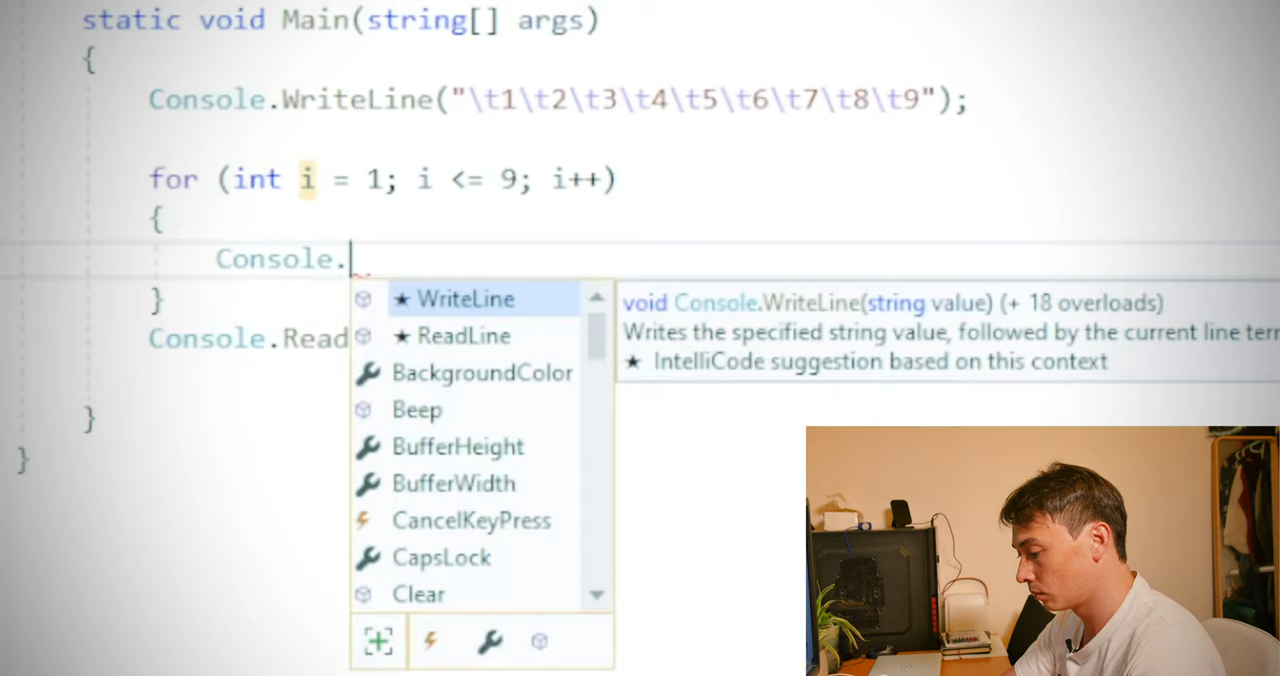 static void Main(string[] args)
{
Console.WriteLine("\t1\t2\t3\t4\t5\t6\t7\t8\t9");
for (int i = 1; i <= 9; i++)
{
Console.
★ WriteLine
void Console.WriteLine(string value) (+ 18 overloads)
}
★ ReadLine
Writes the specified string value, followed by the current line
Console.Read
★ IntelliCode suggestion based on this context
BackgroundColor
}
Beep
BufferHeight
}
BufferWidth
CancelKeyPress
CapsLock
Clear